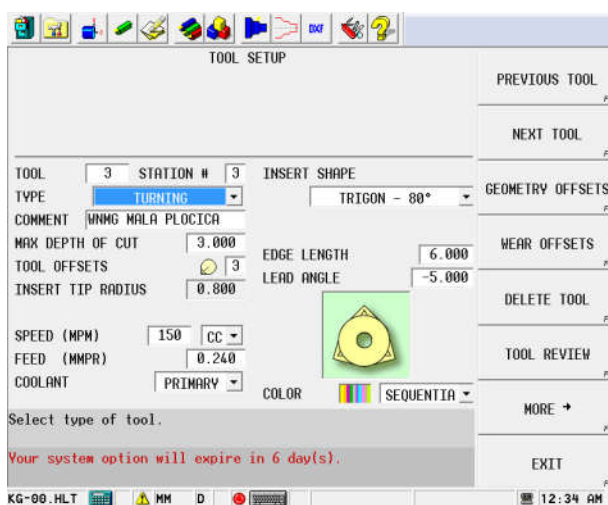 DXF
TOOL SETUP
PREVIOUS TOOL
NEXT TOOL
TOOL 3 STATION # 3 INSERT SHAPE
TYPE TURNING TRIGON - 80°
GEOMETRY OFFSETS
COMMENT WNMG MALA PLOCICA
MAX DEPTH OF CUT 3.000
EDGE LENGTH 6.000
WEAR OFFSETS
TOOL OFFSETS 3
LEAD ANGLE -5.000
INSERT TIP RADIUS 0.800
DELETE TOOL
SPEED (MPM) 150 CC
FEED (MMPR) 0.240
TOOL REVIEW
COOLANT PRIMARY
COLOR SEQUENTIA
MORE →
Select type of tool.
Your system option will expire in 6 day(s).
EXIT
KG-00.HLT MM D 12:34 AM